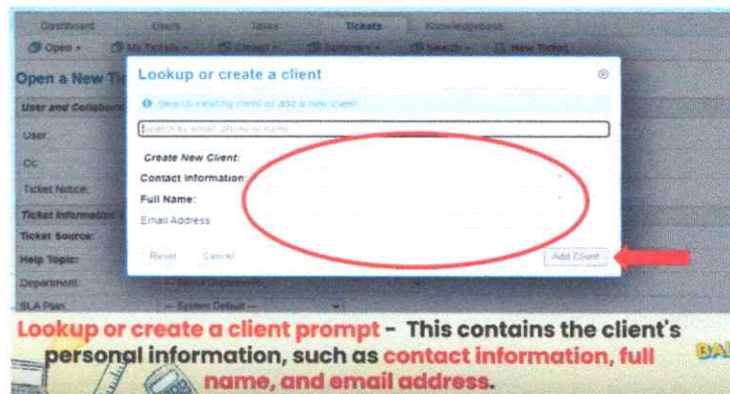 Dashboard Users Tasks Tickets Knowledgebase
Open My Tickets Closed Search New Ticket
Lookup or create a client
Open a New
Search existing client or add a new client
User and
Search by email, phone or name
User
Create New Client:
Cc
Contact Information:
Ticket Notice:
Full Name:
Ticket Information
Email Address
Ticket Source:
Help Topic:
Reset Cancel Add Client
Department
SLA Plan -- System Default --
Lookup or create a client prompt - This contains the client's
personal information, such as contact information, full
name, and email address.